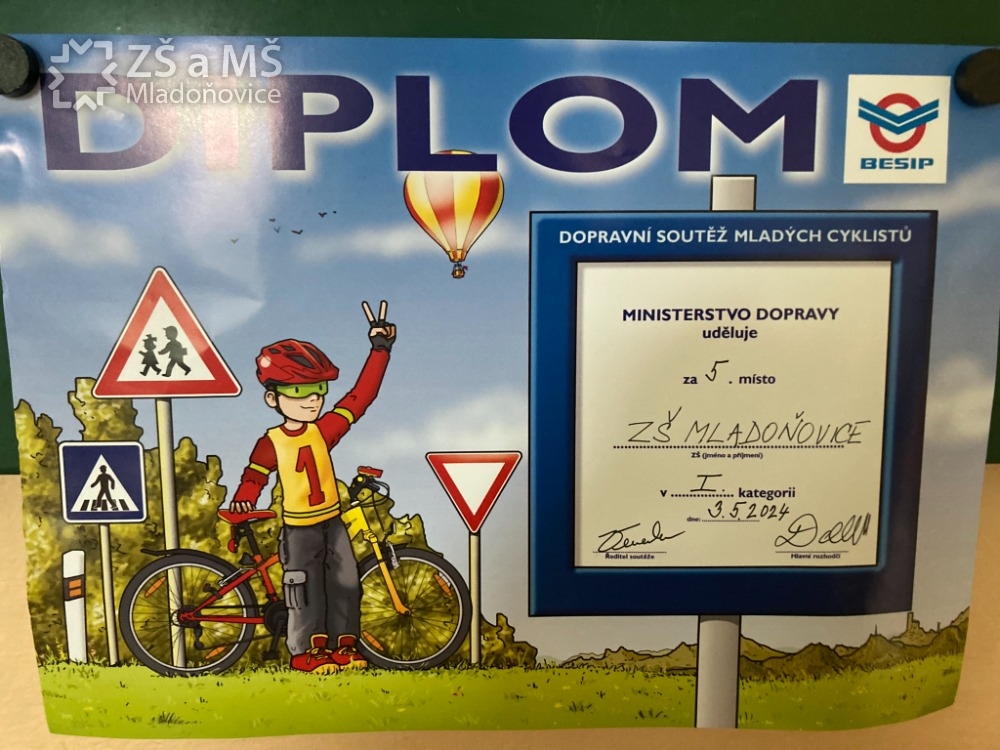 ZŠ a MŠ
Mladoňovice
DIPLOM
BESIP
DOPRAVNÍ SOUTĚŽ MLADÝCH CYKLISTŮ
MINISTERSTVO DOPRAVY
uděluje
za 5. místo
ZŠ MLADOŇOVICE
ZŠ (jméno a příjmení)
v I. kategorii
dne: 3.5.2024
Ředitel soutěže
Hlavní rozhodčí
1